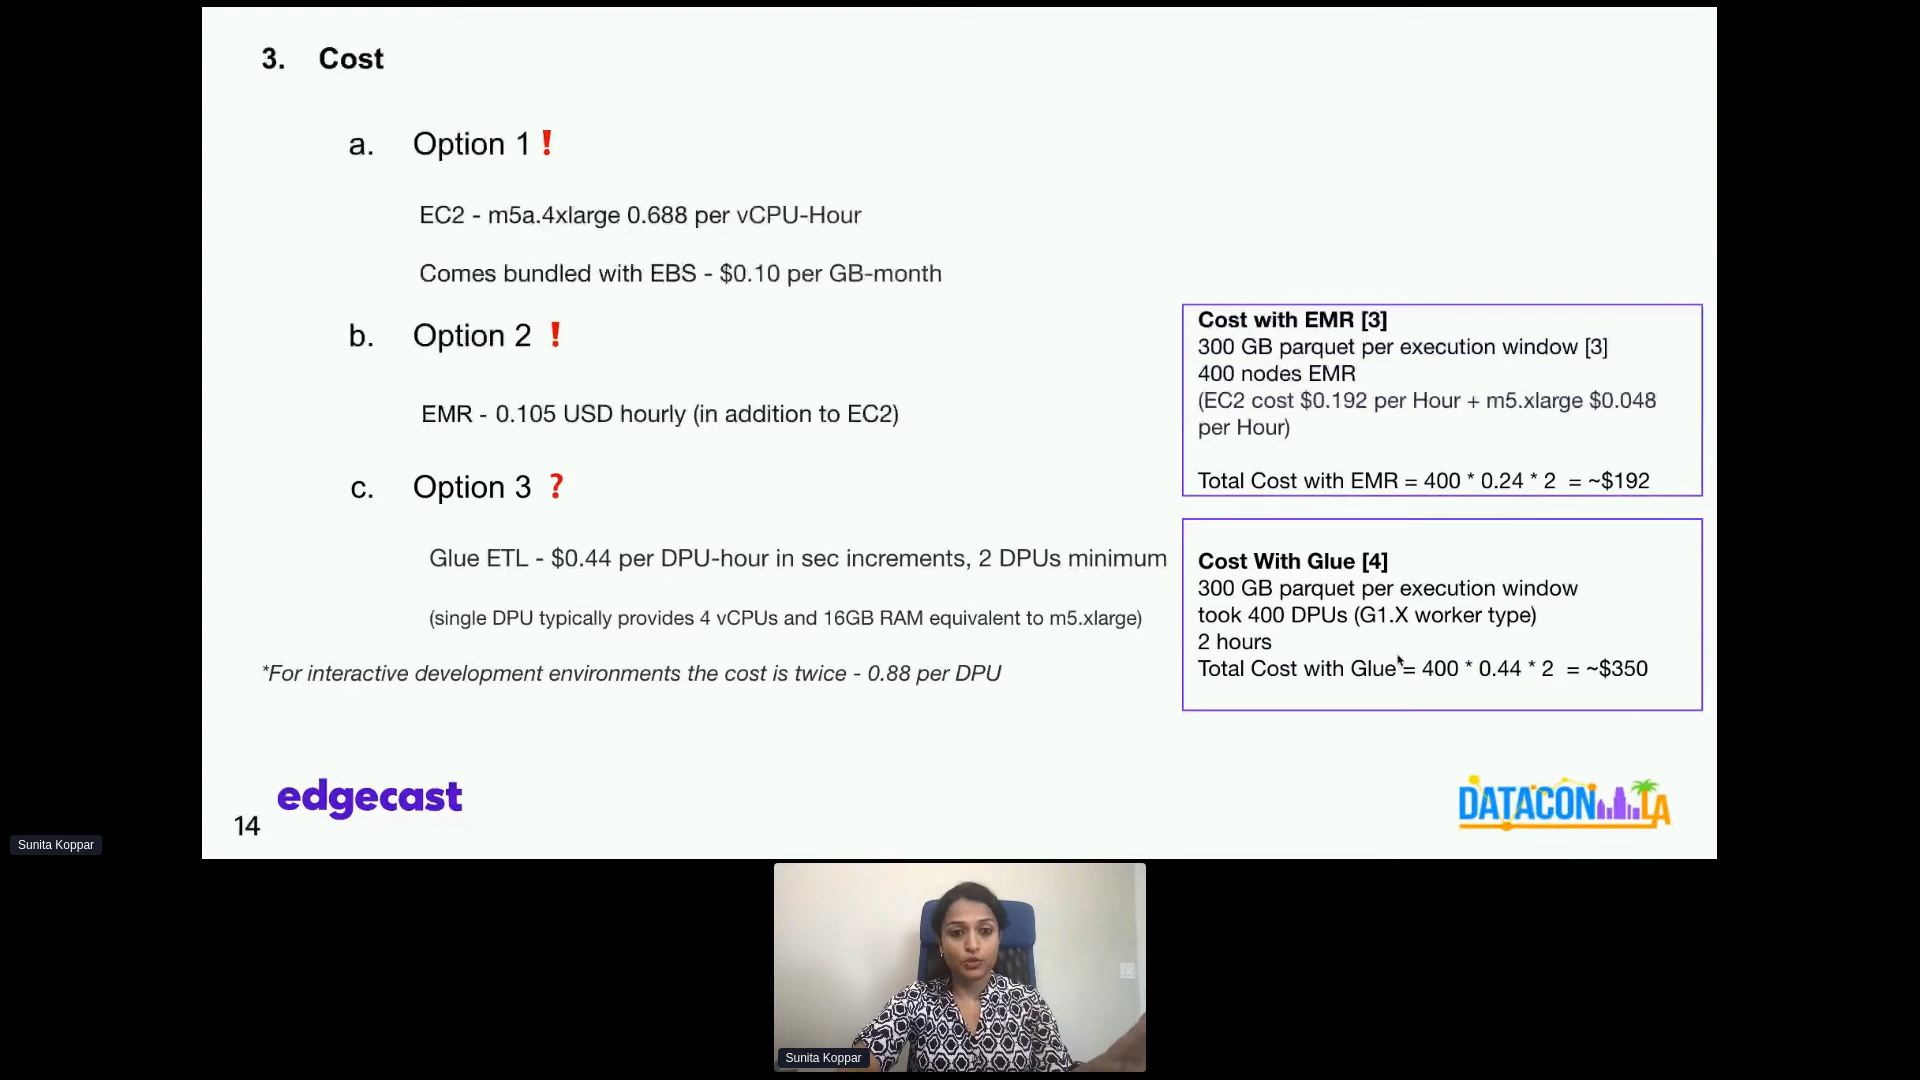 3. Cost
a. Option 1 ❗
EC2 - m5a.4xlarge 0.688 per vCPU-Hour
Comes bundled with EBS - $0.10 per GB-month
b. Option 2 ❗
EMR - 0.105 USD hourly (in addition to EC2)
c. Option 3 ❓
Glue ETL - $0.44 per DPU-hour in sec increments, 2 DPUs minimum
(single DPU typically provides 4 vCPUs and 16GB RAM equivalent to m5.xlarge)
*For interactive development environments the cost is twice - 0.88 per DPU
Cost with EMR [3]
300 GB parquet per execution window [3]
400 nodes EMR
(EC2 cost $0.192 per Hour + m5.xlarge $0.048
per Hour)
Total Cost with EMR = 400 * 0.24 * 2 = ~$192
Cost With Glue [4]
300 GB parquet per execution window
took 400 DPUs (G1.X worker type)
2 hours
Total Cost with Glue = 400 * 0.44 * 2 = ~$350
edgecast
DATACON LA
14
Sunita Koppar
Sunita Koppar